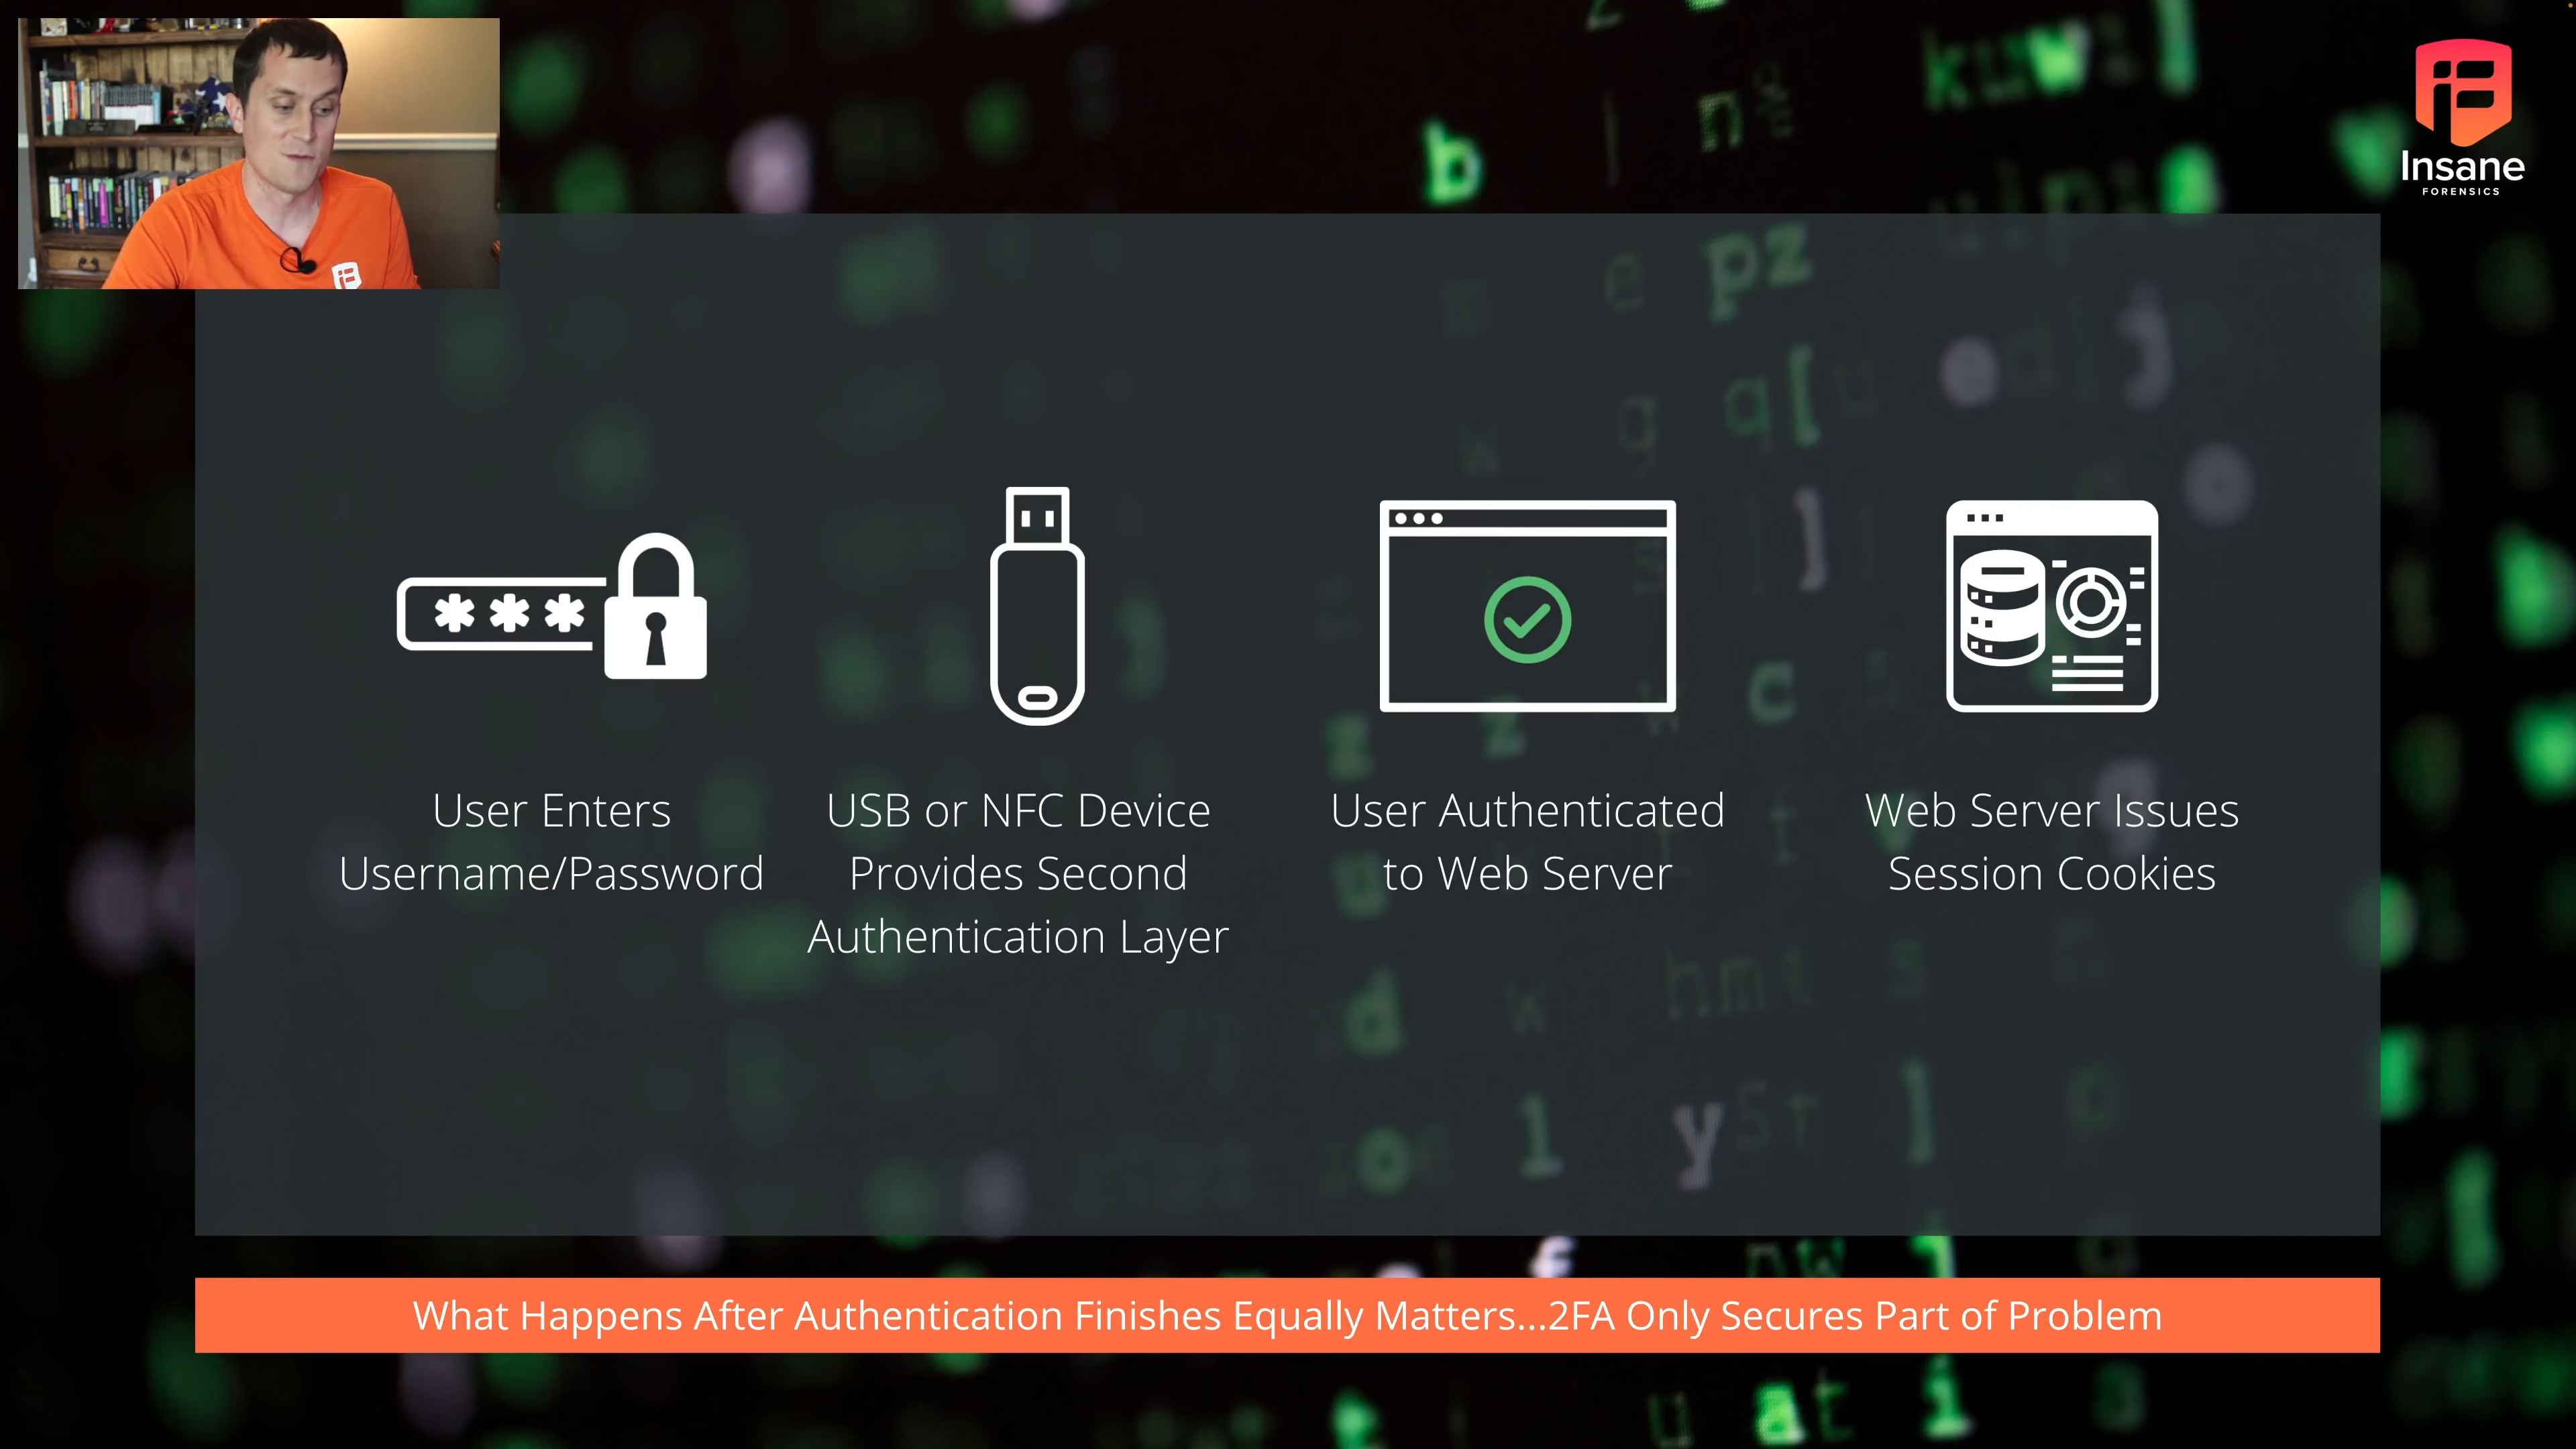 Insane
FORENSICS
***
User Enters
Username/Password
USB or NFC Device
Provides Second
Authentication Layer
User Authenticated
to Web Server
Web Server Issues
Session Cookies
What Happens After Authentication Finishes Equally Matters...2FA Only Secures Part of Problem